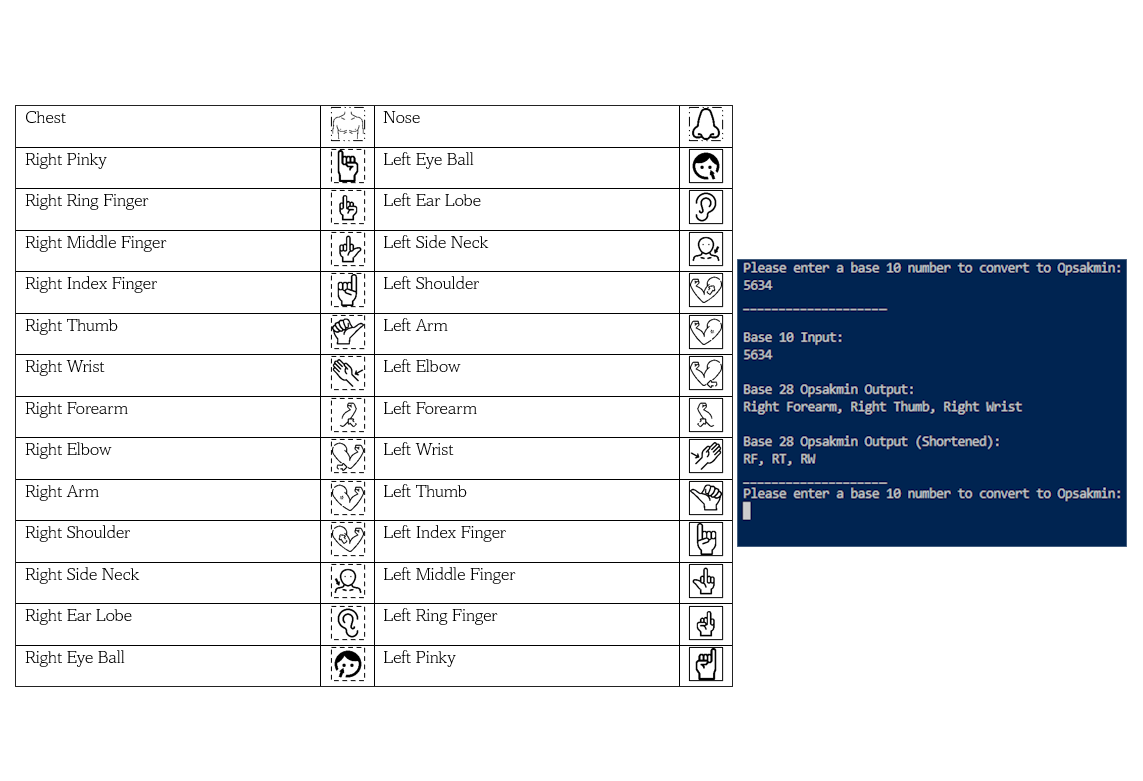 Chest
Nose
Right Pinky
Left Eye Ball
Right Ring Finger
Left Ear Lobe
Right Middle Finger
Left Side Neck
Right Index Finger
Left Shoulder
Right Thumb
Left Arm
Right Wrist
Left Elbow
Right Forearm
Left Forearm
Right Elbow
Left Wrist
Right Arm
Left Thumb
Right Shoulder
Left Index Finger
Right Side Neck
Left Middle Finger
Right Ear Lobe
Left Ring Finger
Right Eye Ball
Left Pinky
Please enter a base 10 number to convert to Opsakmin:
5634
____________________
Base 10 Input:
5634
Base 28 Opsakmin Output:
Right Forearm, Right Thumb, Right Wrist
Base 28 Opsakmin Output (Shortened):
RF, RT, RW
____________________
Please enter a base 10 number to convert to Opsakmin: